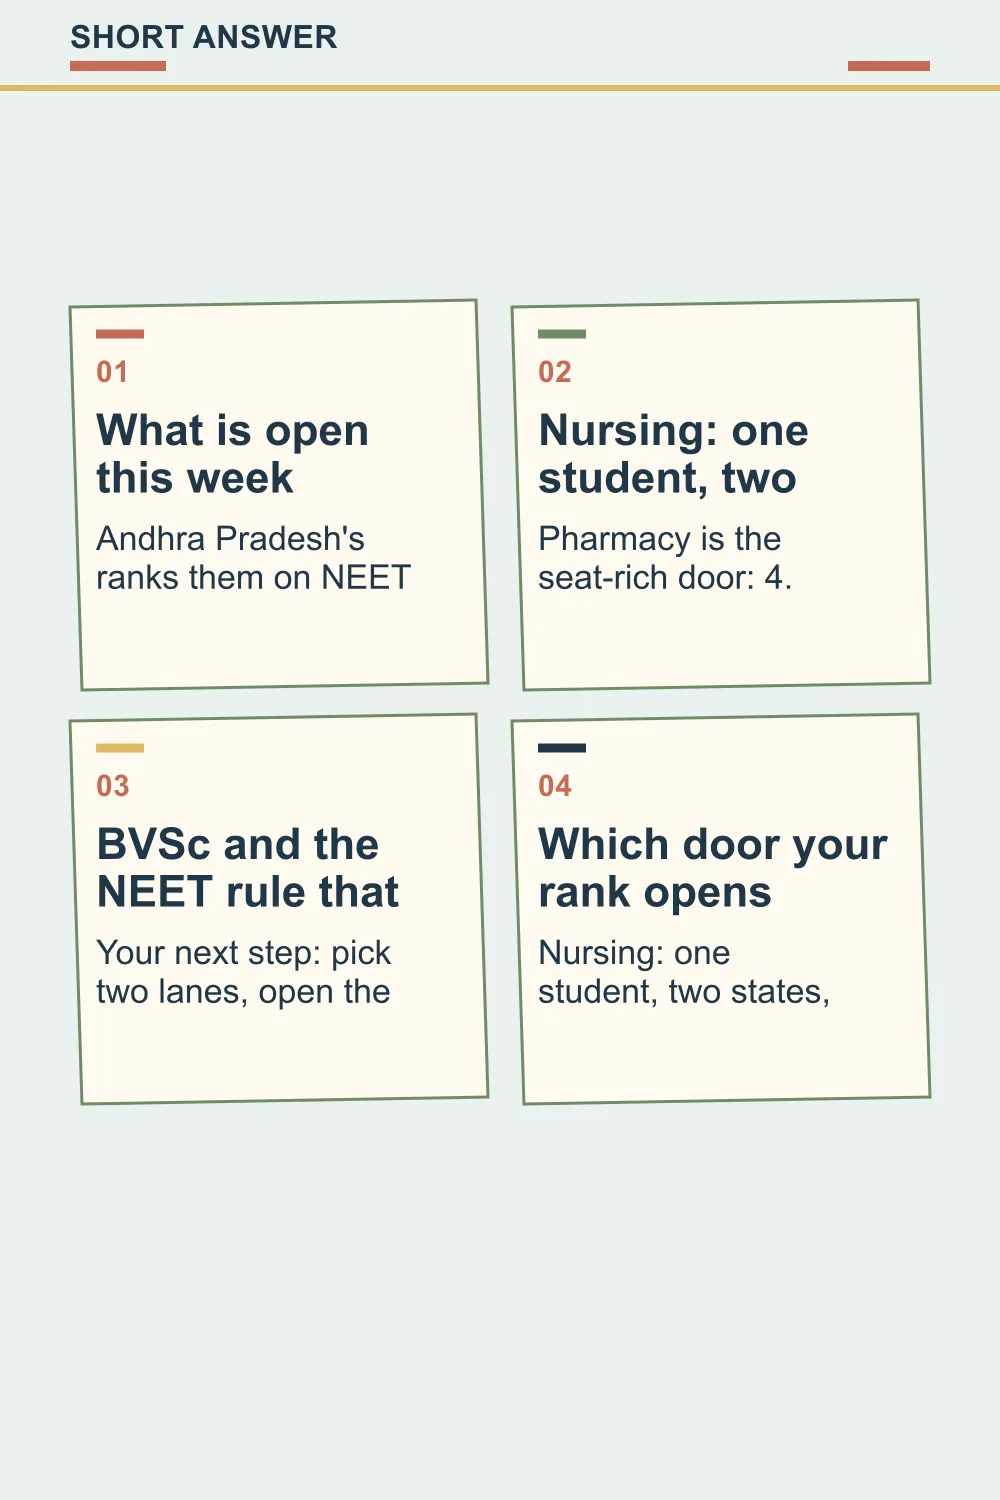 SHORT ANSWER
01
What is open
this week
Andhra Pradesh's
ranks them on NEET
02
Nursing: one
student, two
Pharmacy is the
seat-rich door: 4.
03
BVSc and the
NEET rule that
Your next step: pick
two lanes, open the
04
Which door your
rank opens
Nursing: one
student, two states,